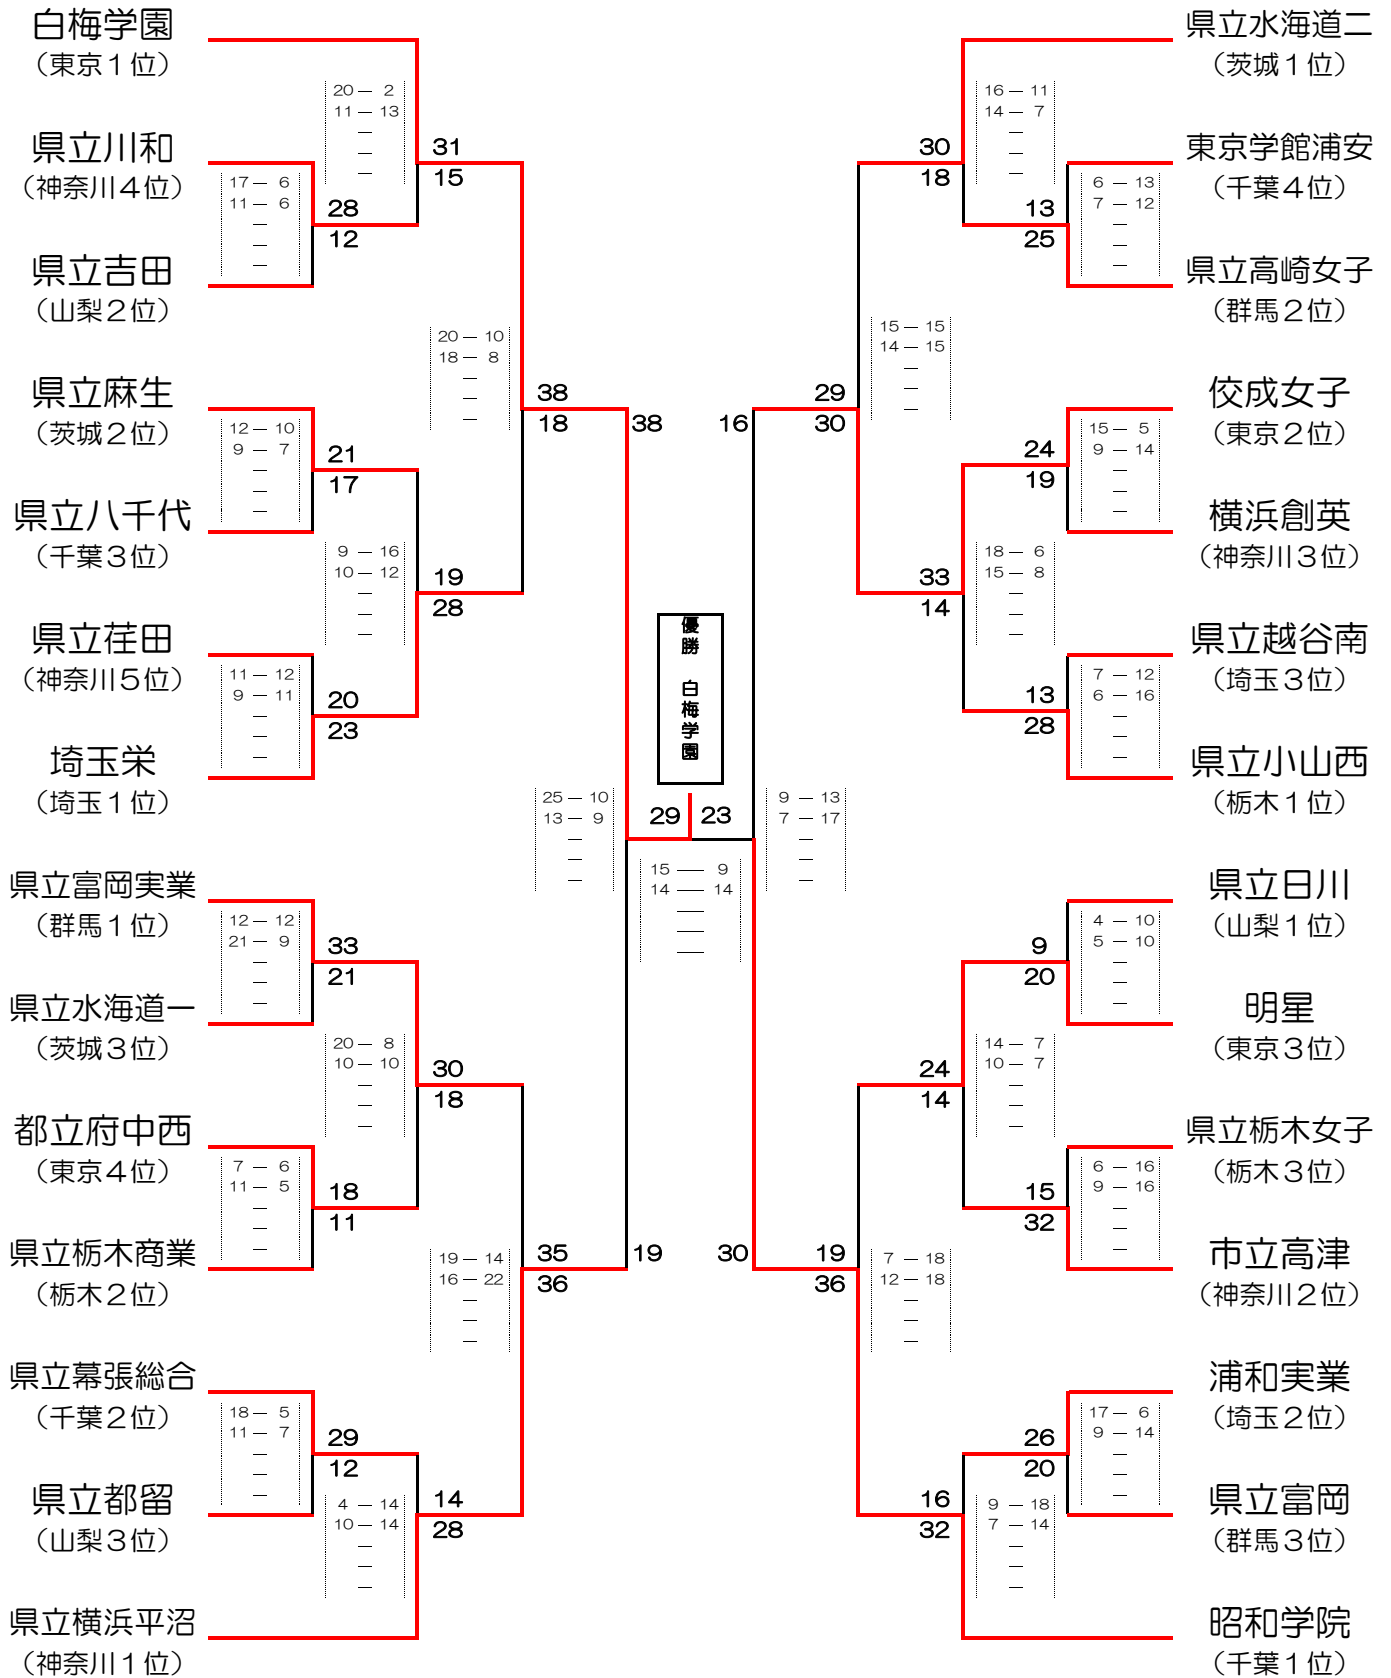 白梅学園
（東京１位）
20 — 2
11 — 13
31
15
県立川和
（神奈川４位）
17 — 6
11 — 6
28
12
県立吉田
（山梨２位）
20 — 10
18 — 8
38
18
県立麻生
（茨城２位）
12 — 10
9 — 7
21
17
県立八千代
（千葉３位）
9 — 16
10 — 12
19
28
県立荏田
（神奈川５位）
11 — 12
9 — 11
20
23
埼玉栄
（埼玉１位）
38
25 — 10
13 — 9
県立富岡実業
（群馬１位）
12 — 12
21 — 9
33
21
県立水海道一
（茨城３位）
20 — 8
10 — 10
30
18
都立府中西
（東京４位）
7 — 6
11 — 5
18
11
県立栃木商業
（栃木２位）
19 — 14
16 — 22
35
36
19
県立幕張総合
（千葉２位）
18 — 5
11 — 7
29
12
県立都留
（山梨３位）
4 — 14
10 — 14
14
28
県立横浜平沼
（神奈川１位）
優勝　白梅学園
29
23
15 — 9
14 — 14
県立水海道二
（茨城１位）
16 — 11
14 — 7
30
18
東京学館浦安
（千葉４位）
6 — 13
7 — 12
13
25
県立高崎女子
（群馬２位）
15 — 15
14 — 15
29
30
16
佼成女子
（東京２位）
15 — 5
9 — 14
24
19
横浜創英
（神奈川３位）
18 — 6
15 — 8
33
14
県立越谷南
（埼玉３位）
7 — 12
6 — 16
13
28
県立小山西
（栃木１位）
9 — 13
7 — 17
県立日川
（山梨１位）
4 — 10
5 — 10
9
20
明星
（東京３位）
14 — 7
10 — 7
24
14
県立栃木女子
（栃木３位）
6 — 16
9 — 16
15
32
市立高津
（神奈川２位）
7 — 18
12 — 18
19
36
30
浦和実業
（埼玉２位）
17 — 6
9 — 14
26
20
県立富岡
（群馬３位）
9 — 18
7 — 14
16
32
昭和学院
（千葉１位）